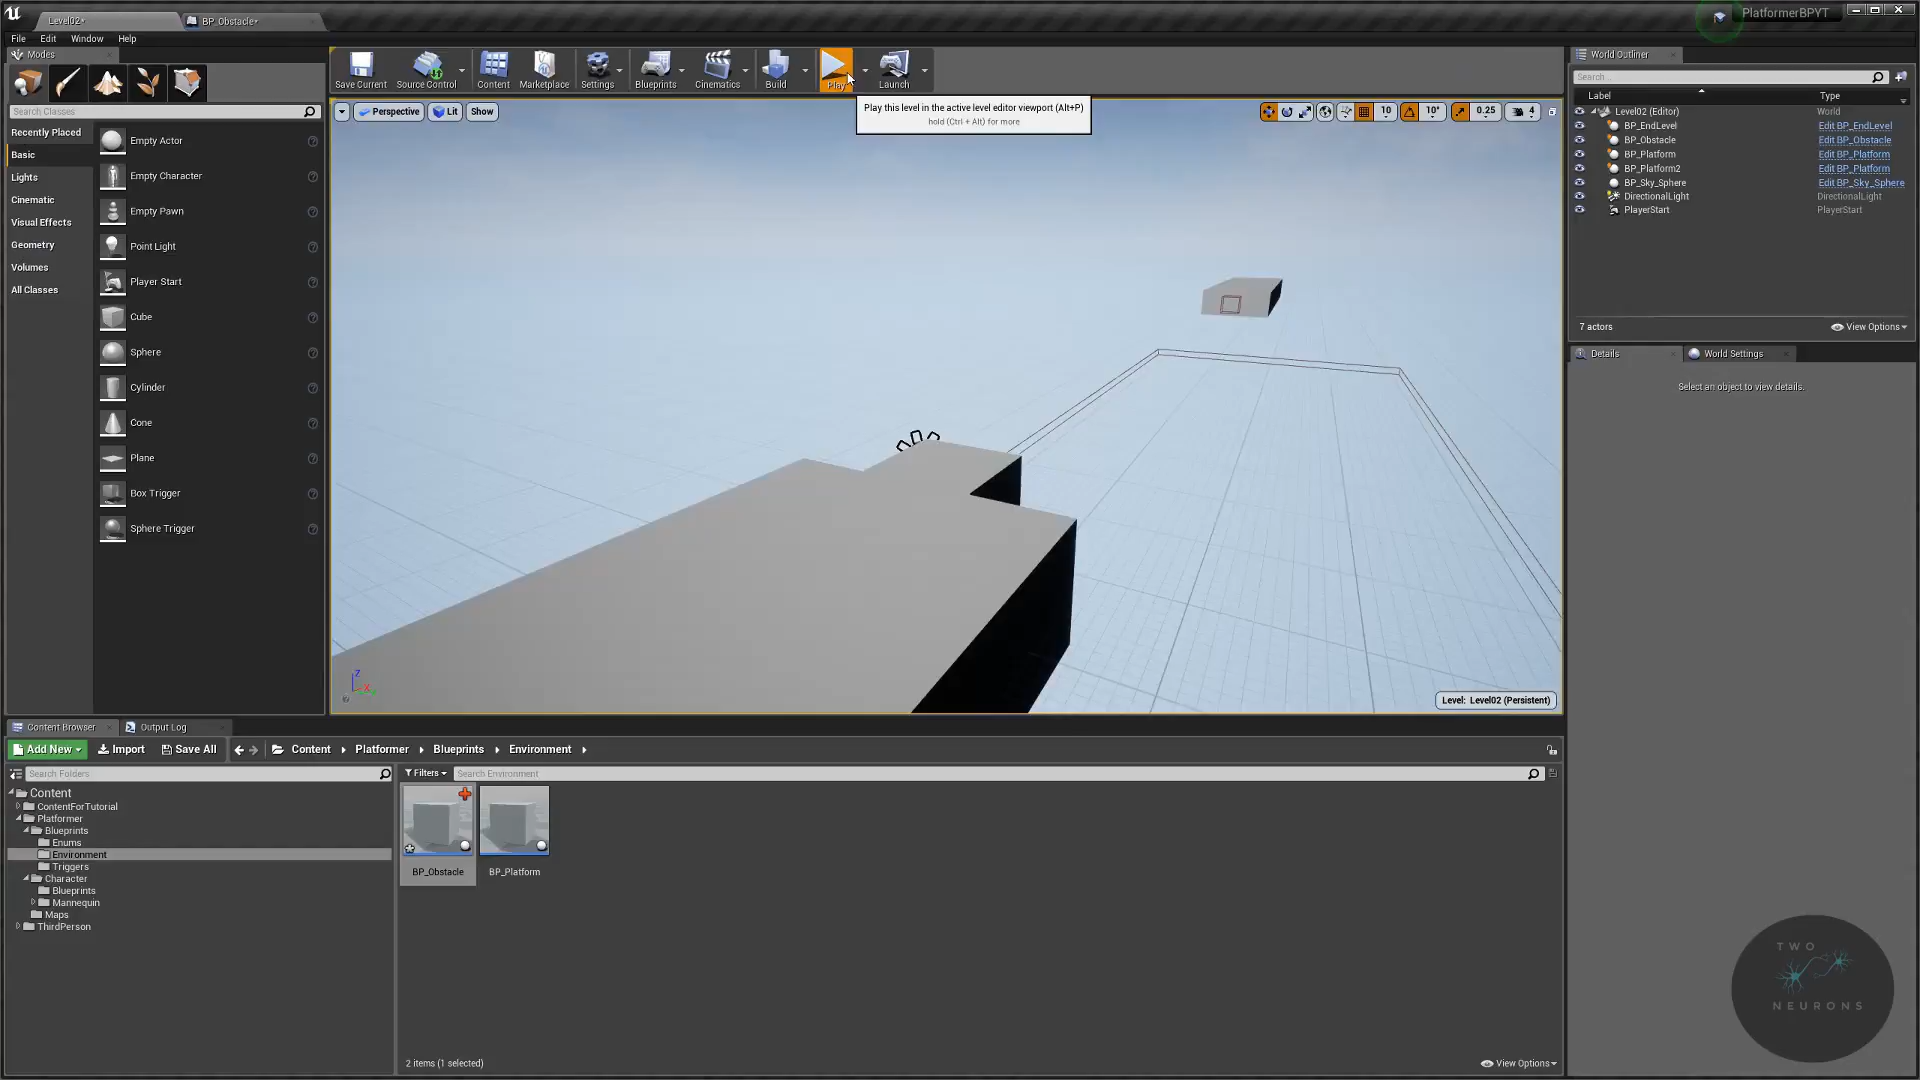 Level02*
BP_Obstacle*
PlatformerBPYT
File Edit Window Help
Modes
Search Classes
Recently Placed
Basic
Lights
Cinematic
Visual Effects
Geometry
Volumes
All Classes
Empty Actor
Empty Character
Empty Pawn
Point Light
Player Start
Cube
Sphere
Cylinder
Cone
Plane
Box Trigger
Sphere Trigger
Save Current
Source Control
Content
Marketplace
Settings
Blueprints
Cinematics
Build
Play
Launch
Play this level in the active level editor viewport (Alt+P)
hold (Ctrl + Alt) for more
Perspective
Lit
Show
10
10°
0.25
4
Z
X
Level: Level02 (Persistent)
World Outliner
Search...
Label Type
Level02 (Editor) World
BP_EndLevel Edit BP_EndLevel
BP_Obstacle Edit BP_Obstacle
BP_Platform Edit BP_Platform
BP_Platform2 Edit BP_Platform
BP_Sky_Sphere Edit BP_Sky_Sphere
DirectionalLight DirectionalLight
PlayerStart PlayerStart
7 actors
View Options
Details
World Settings
Select an object to view details.
Content Browser
Output Log
Add New
Import
Save All
Content Platformer Blueprints Environment
Search Folders
Filters
Search Environment
Content
ContentForTutorial
Platformer
Blueprints
Enums
Environment
Triggers
Character
Blueprints
Mannequin
Maps
ThirdPerson
BP_Obstacle
BP_Platform
2 items (1 selected)
View Options
TWO
NEURONS